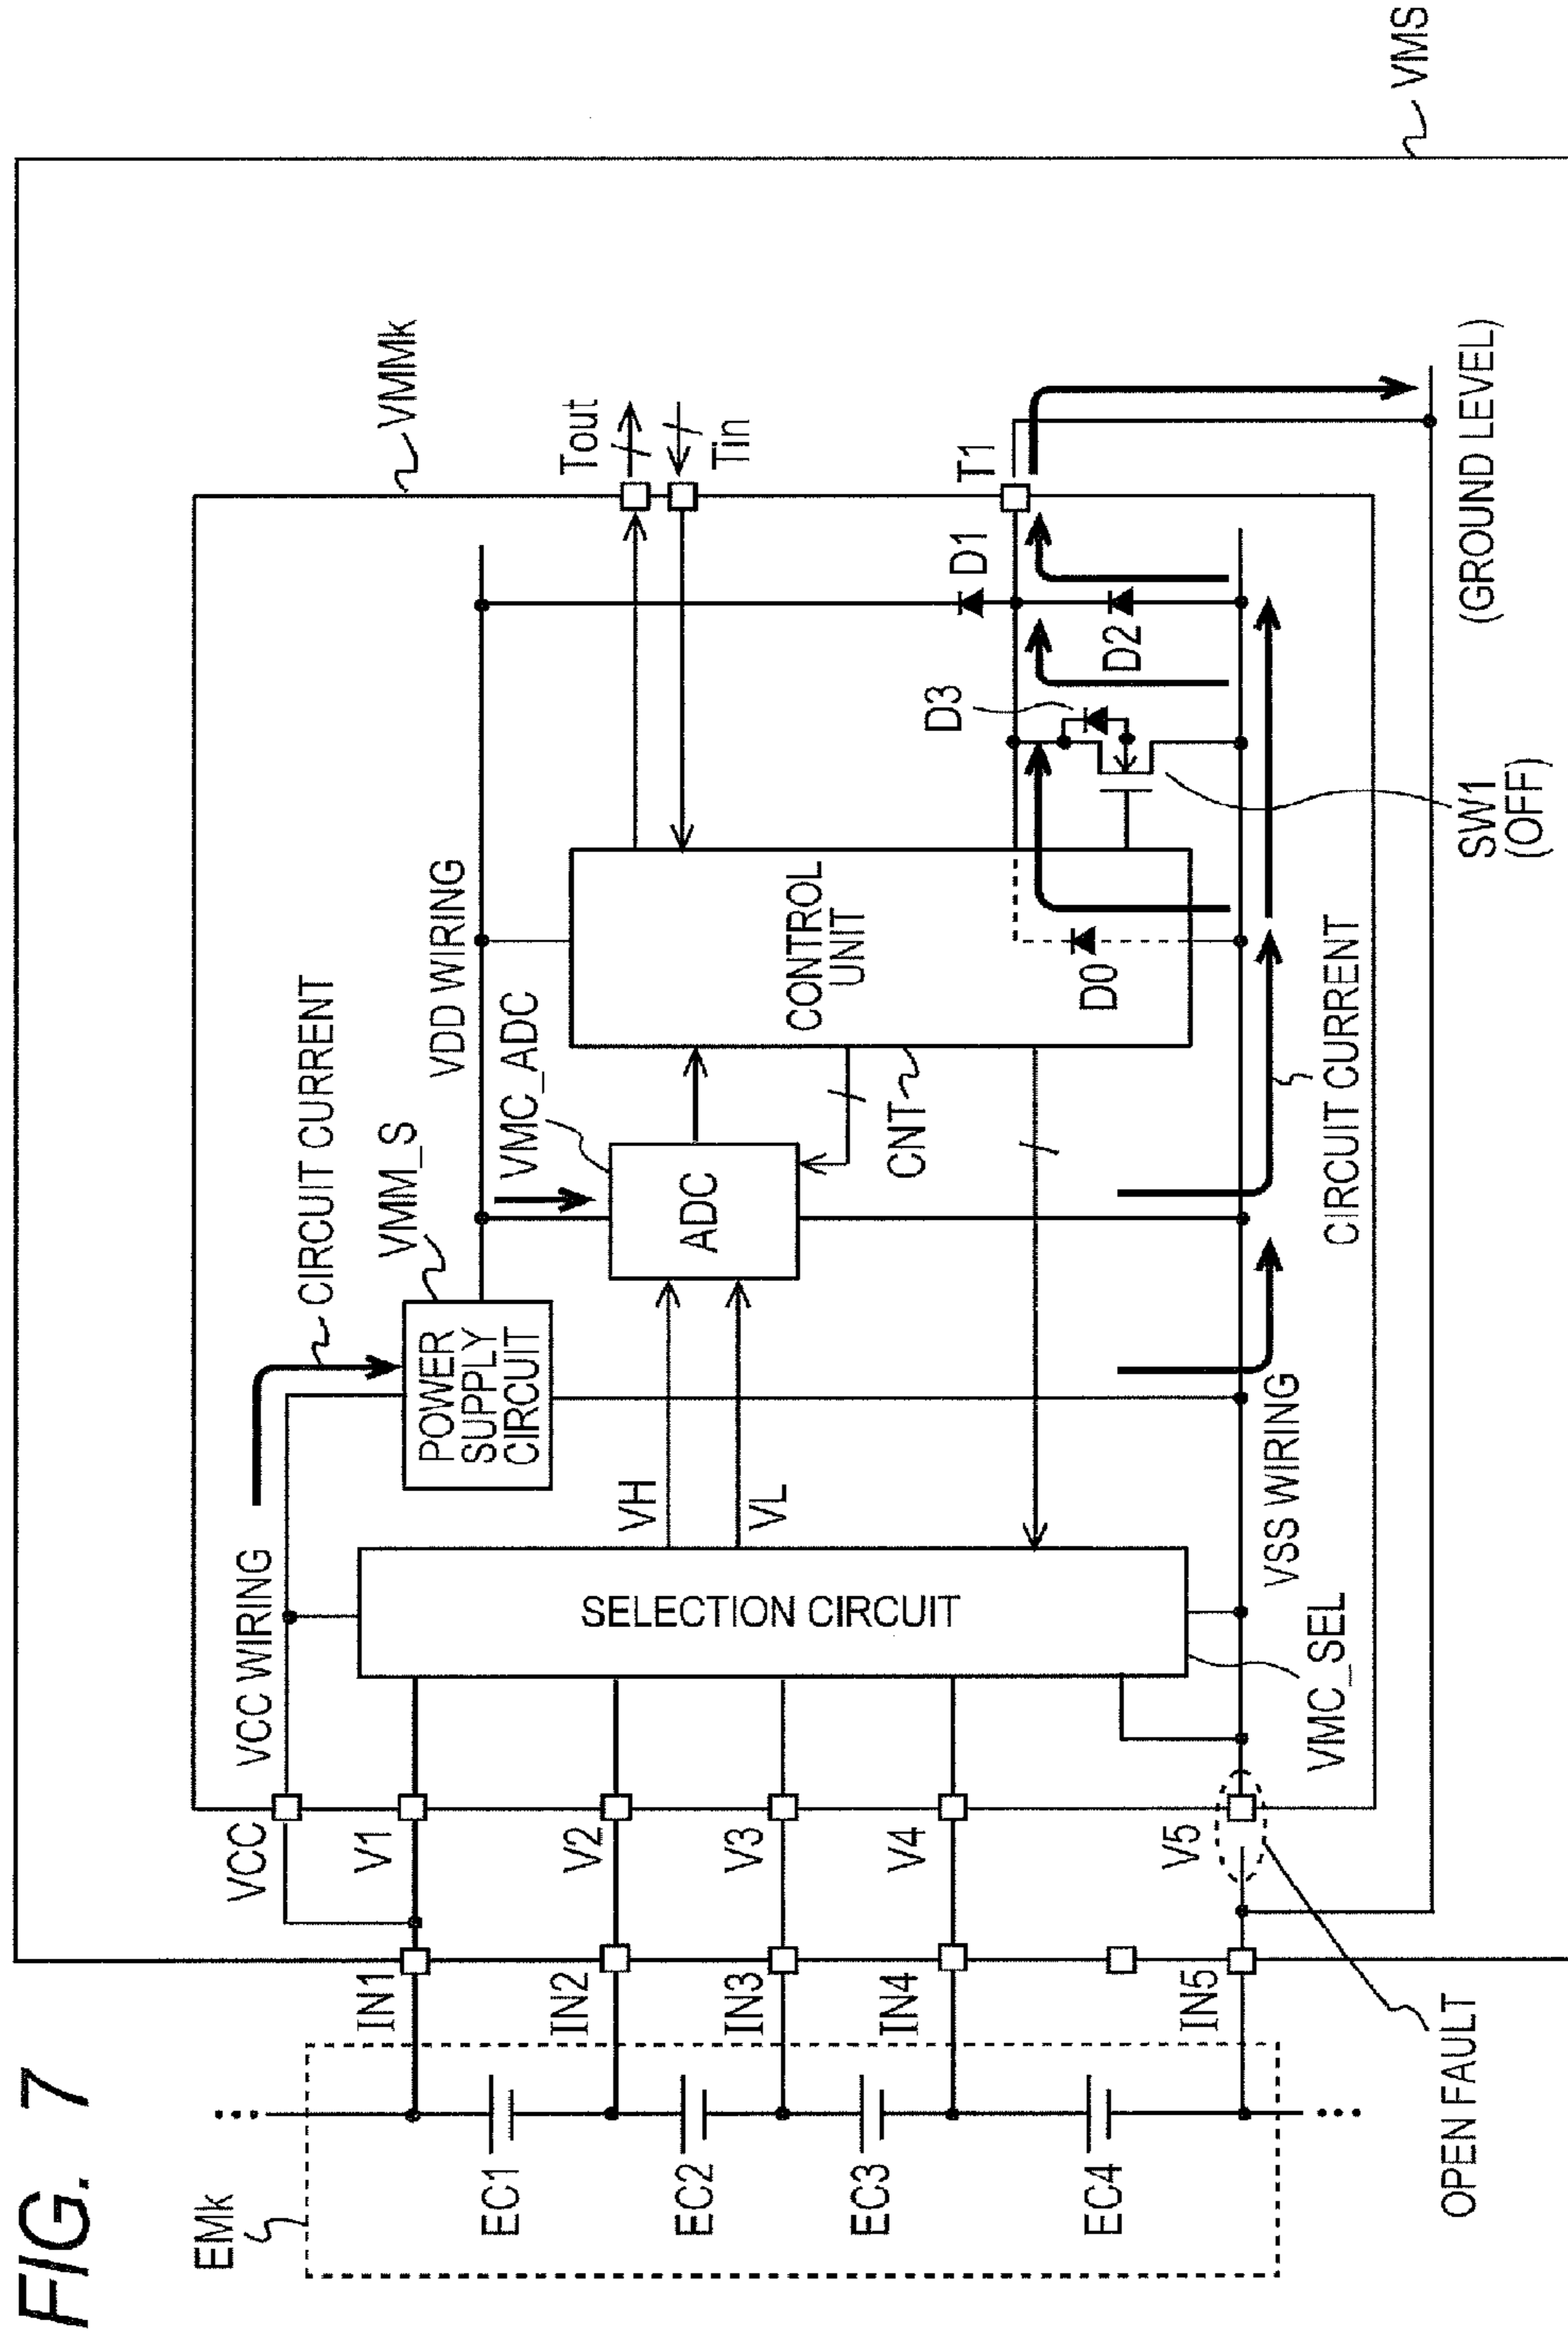 FIG. 7
EMk
EC1
EC2
EC3
EC4
IN1
IN2
IN3
IN4
IN5
OPEN FAULT
VCC
V1
V2
V3
V4
V5
VCC WIRING
SELECTION CIRCUIT
VMC_SEL
VSS WIRING
VH
VL
CIRCUIT CURRENT
VMM_S
POWER
SUPPLY
CIRCUIT
VDD WIRING
VMC_ADC
ADC
CNT
CONTROL
UNIT
D0
CIRCUIT CURRENT
D3
SW1
(OFF)
D1
D2
T1
Tout
Tin
VMMk
(GROUND LEVEL)
VMS